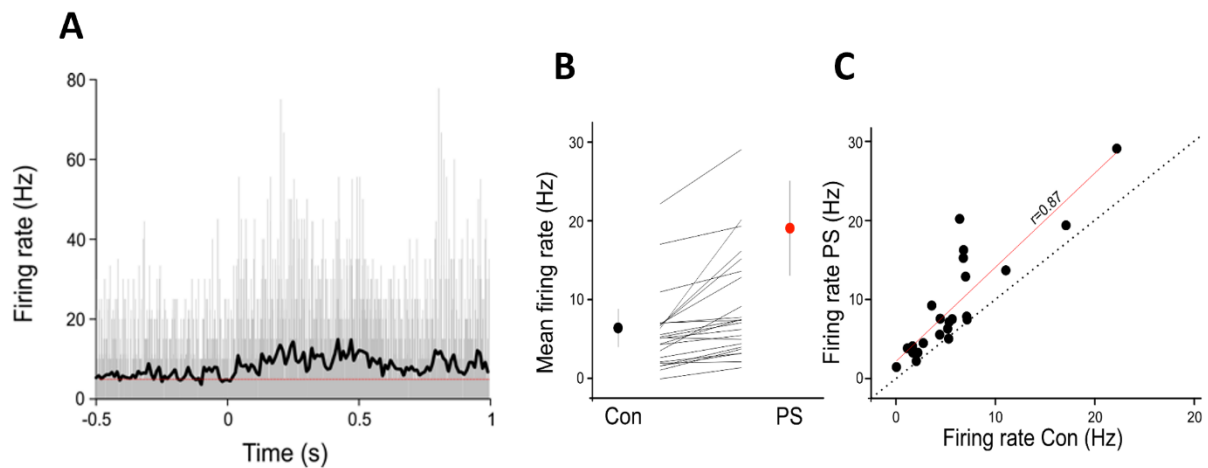 A
Firing rate (Hz)
80
60
40
20
0
-0.5
0
0.5
1
Time (s)
B
Mean firing rate (Hz)
30
20
10
0
Con
PS
C
Firing rate PS (Hz)
30
20
10
0
r=0.87
0
10
20
20
Firing rate Con (Hz)